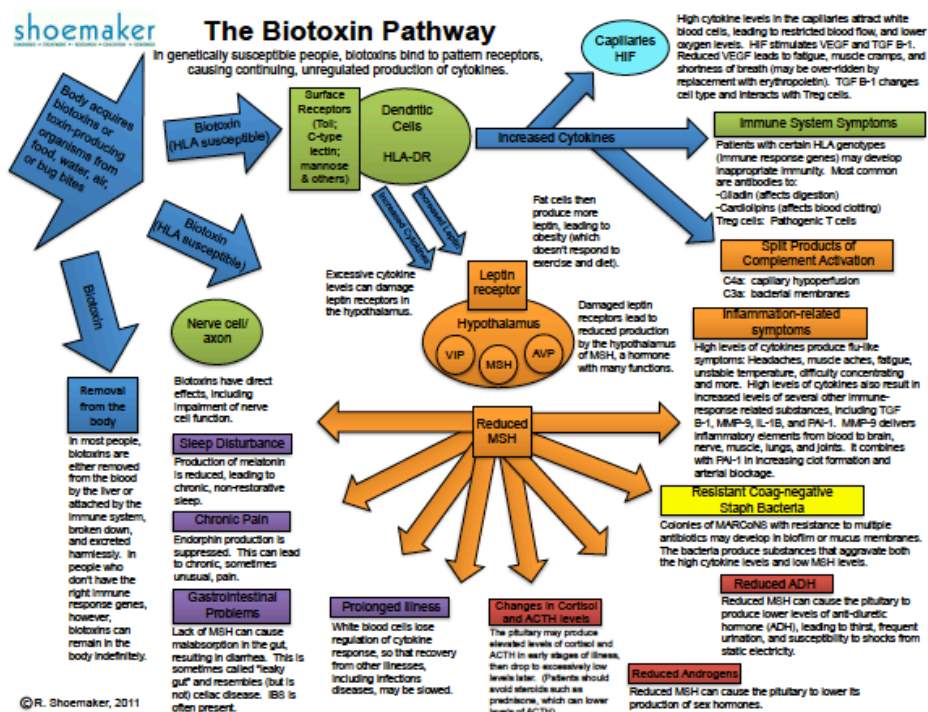 shoemaker
DIAGNOSIS • TREATMENT • RESEARCH • EDUCATION •
The Biotoxin Pathway
In genetically susceptible people, biotoxins bind to pattern receptors,
causing continuing, unregulated production of cytokines.
Body acquires
biotoxins or
toxin-producing
organisms from
food, water, air,
or bug bites
Biotoxin
(HLA susceptible)
Surface
Receptors
(Toll;
C-type
lectin;
mannose
& others)
Dendritic
Cells
HLA-DR
Increased Cytokines
Capillaries
HIF
High cytokine levels in the capillaries attract white
blood cells, leading to restricted blood flow, and lower
oxygen levels. HIF stimulates VEGF and TGF B-1.
Reduced VEGF leads to fatigue, muscle cramps, and
shortness of breath (may be over-ridden by
replacement with erythropoietin). TGF B-1 changes
cell type and interacts with Treg cells.
Immune System Symptoms
Patients with certain HLA genotypes
(immune response genes) may develop
inappropriate immunity. Most common
are antibodies to:
-Gliadin (affects digestion)
-Cardiolipins (affects blood clotting)
Treg cells: Pathogenic T cells
Split Products of
Complement Activation
C4a: capillary hypoperfusion
C3a: bacterial membranes
Biotoxin
(HLA susceptible)
Increased Cytokines
Increased Leptin
Fat cells then
produce more
leptin, leading to
obesity (which
doesn't respond to
exercise and diet).
Excessive cytokine
levels can damage
leptin receptors in
the hypothalamus.
Leptin
receptor
Hypothalamus
VIP
MSH
AVP
Damaged leptin
receptors lead to
reduced production
by the hypothalamus
of MSH, a hormone
with many functions.
Inflammation-related
symptoms
High levels of cytokines produce flu-like
symptoms: Headaches, muscle aches, fatigue,
unstable temperature, difficulty concentrating
and more. High levels of cytokines also result in
increased levels of several other immune-
response related substances, including TGF
B-1, MMP-9, IL-1B, and PAI-1. MMP-9 delivers
inflammatory elements from blood to brain,
nerve, muscle, lungs, and joints. It combines
with PAI-1 in increasing clot formation and
arterial blockage.
Biotoxin
Nerve cell/
axon
Biotoxins have direct
effects, including
impairment of nerve
cell function.
Removal
from the
body
In most people,
biotoxins are
either removed
from the blood
by the liver or
attached by the
immune system,
broken down,
and excreted
harmlessly. In
people who
don't have the
right immune
response genes,
however,
biotoxins can
remain in the
body indefinitely.
Reduced
MSH
Sleep Disturbance
Production of melatonin
is reduced, leading to
chronic, non-restorative
sleep.
Chronic Pain
Endorphin production is
suppressed. This can lead
to chronic, sometimes
unusual, pain.
Gastrointestinal
Problems
Lack of MSH can cause
malabsorption in the gut,
resulting in diarrhea. This is
sometimes called "leaky
gut" and resembles (but is
not) celiac disease. IBS is
often present.
Prolonged Illness
White blood cells lose
regulation of cytokine
response, so that recovery
from other illnesses,
including infections
diseases, may be slowed.
Changes in Cortisol
and ACTH levels
The pituitary may produce
elevated levels of cortisol and
ACTH in early stages of illness,
then drop to excessively low
levels later. (Patients should
avoid steroids such as
prednisone, which can lower
levels of ACTH)
Resistant Coag-negative
Staph Bacteria
Colonies of MARCoNS with resistance to multiple
antibiotics may develop in biofilm or mucus membranes.
The bacteria produce substances that aggravate both
the high cytokine levels and low MSH levels.
Reduced ADH
Reduced MSH can cause the pituitary to
produce lower levels of anti-diuretic
hormone (ADH), leading to thirst, frequent
urination, and susceptibility to shocks from
static electricity.
Reduced Androgens
Reduced MSH can cause the pituitary to lower its
production of sex hormones.
©R. Shoemaker, 2011